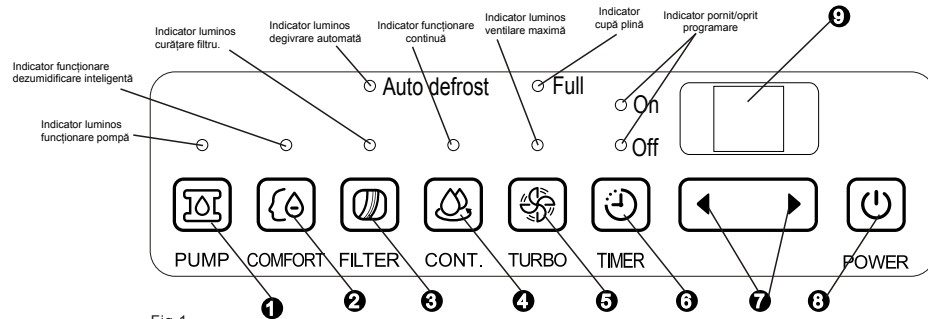 Indicator luminos
funcționare pompă
Indicator funcționare
dezumidificare inteligentă
Indicator luminos
curățare filtru.
Indicator luminos
degivrare automată
Indicator funcționare
continuă
Indicator luminos
ventilare maximă
Indicator
cupă plină
Indicator pornit/oprit
programare
9
Auto defrost
Full
On
Off
PUMP COMFORT FILTER CONT. TURBO TIMER POWER
1 2 3 4 5 6 7 8